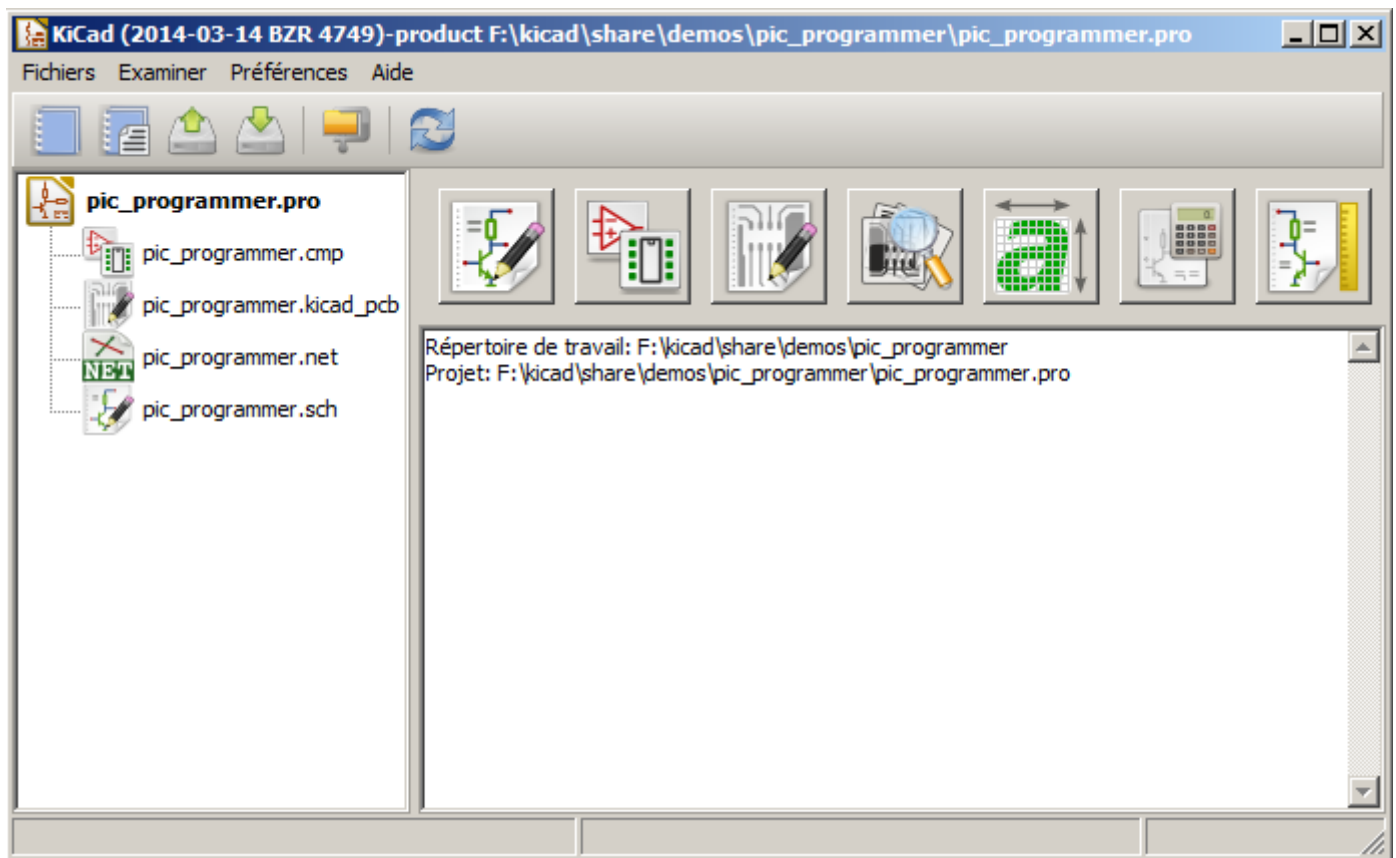 KiCad (2014-03-14 BZR 4749)-product F:\kicad\share\demos\pic_programmer\pic_programmer.pro
Fichiers Examiner Préférences Aide
pic_programmer.pro
pic_programmer.cmp
pic_programmer.kicad_pcb
NET pic_programmer.net
pic_programmer.sch
a
0.
Répertoire de travail: F:\kicad\share\demos\pic_programmer
Projet: F:\kicad\share\demos\pic_programmer\pic_programmer.pro